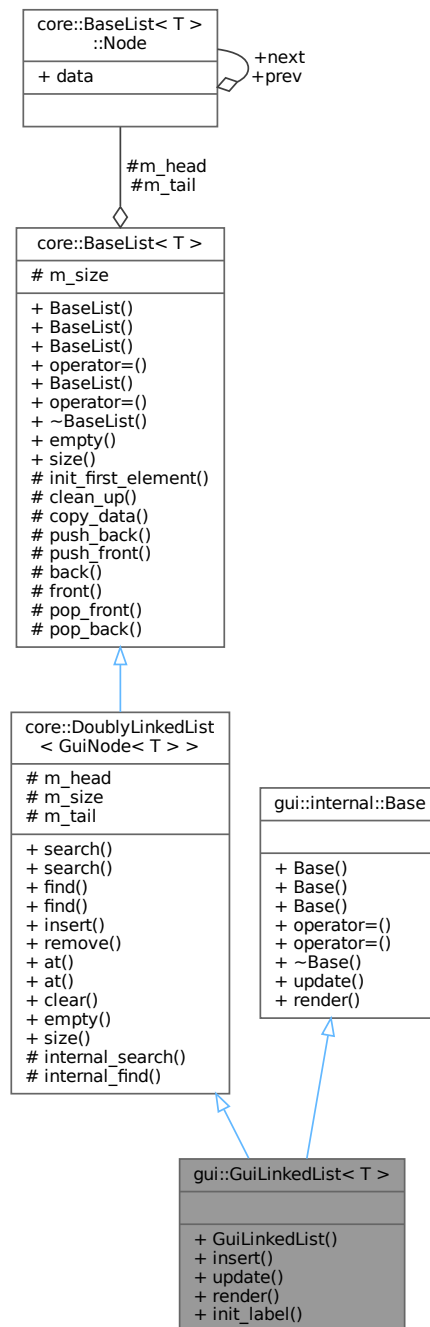 core::BaseList< T >
::Node
+ data
+next
+prev
#m_head
#m_tail
core::BaseList< T >
# m_size
+ BaseList()
+ BaseList()
+ BaseList()
+ operator=()
+ BaseList()
+ operator=()
+ ~BaseList()
+ empty()
+ size()
# init_first_element()
# clean_up()
# copy_data()
# push_back()
# push_front()
# back()
# front()
# pop_front()
# pop_back()
core::DoublyLinkedList
< GuiNode< T > >
# m_head
# m_size
# m_tail
+ search()
+ search()
+ find()
+ find()
+ insert()
+ remove()
+ at()
+ at()
+ clear()
+ empty()
+ size()
# internal_search()
# internal_find()
gui::internal::Base
+ Base()
+ Base()
+ Base()
+ operator=()
+ operator=()
+ ~Base()
+ update()
+ render()
gui::GuiLinkedList< T >
+ GuiLinkedList()
+ insert()
+ update()
+ render()
+ init_label()